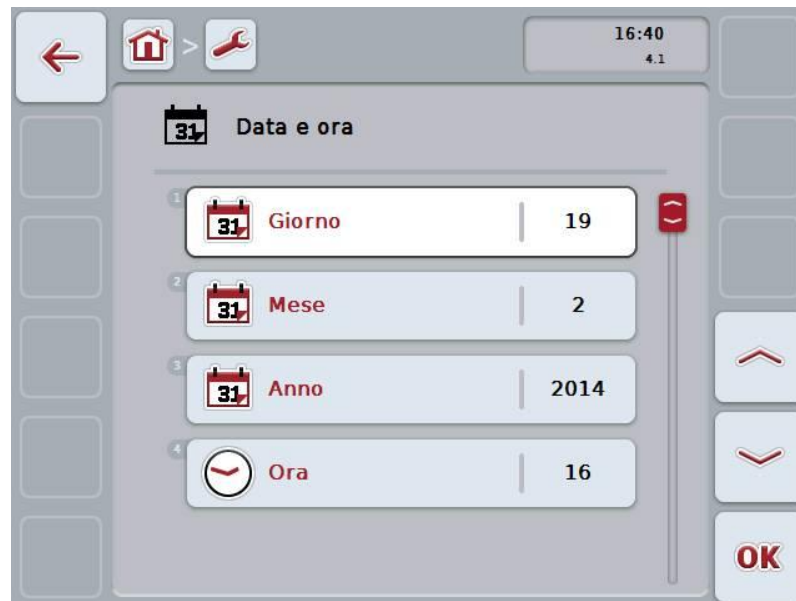 16:40
4.1
31 Data e ora
1
31 Giorno 19
2
31 Mese 2
3
31 Anno 2014
4
Ora 16
OK